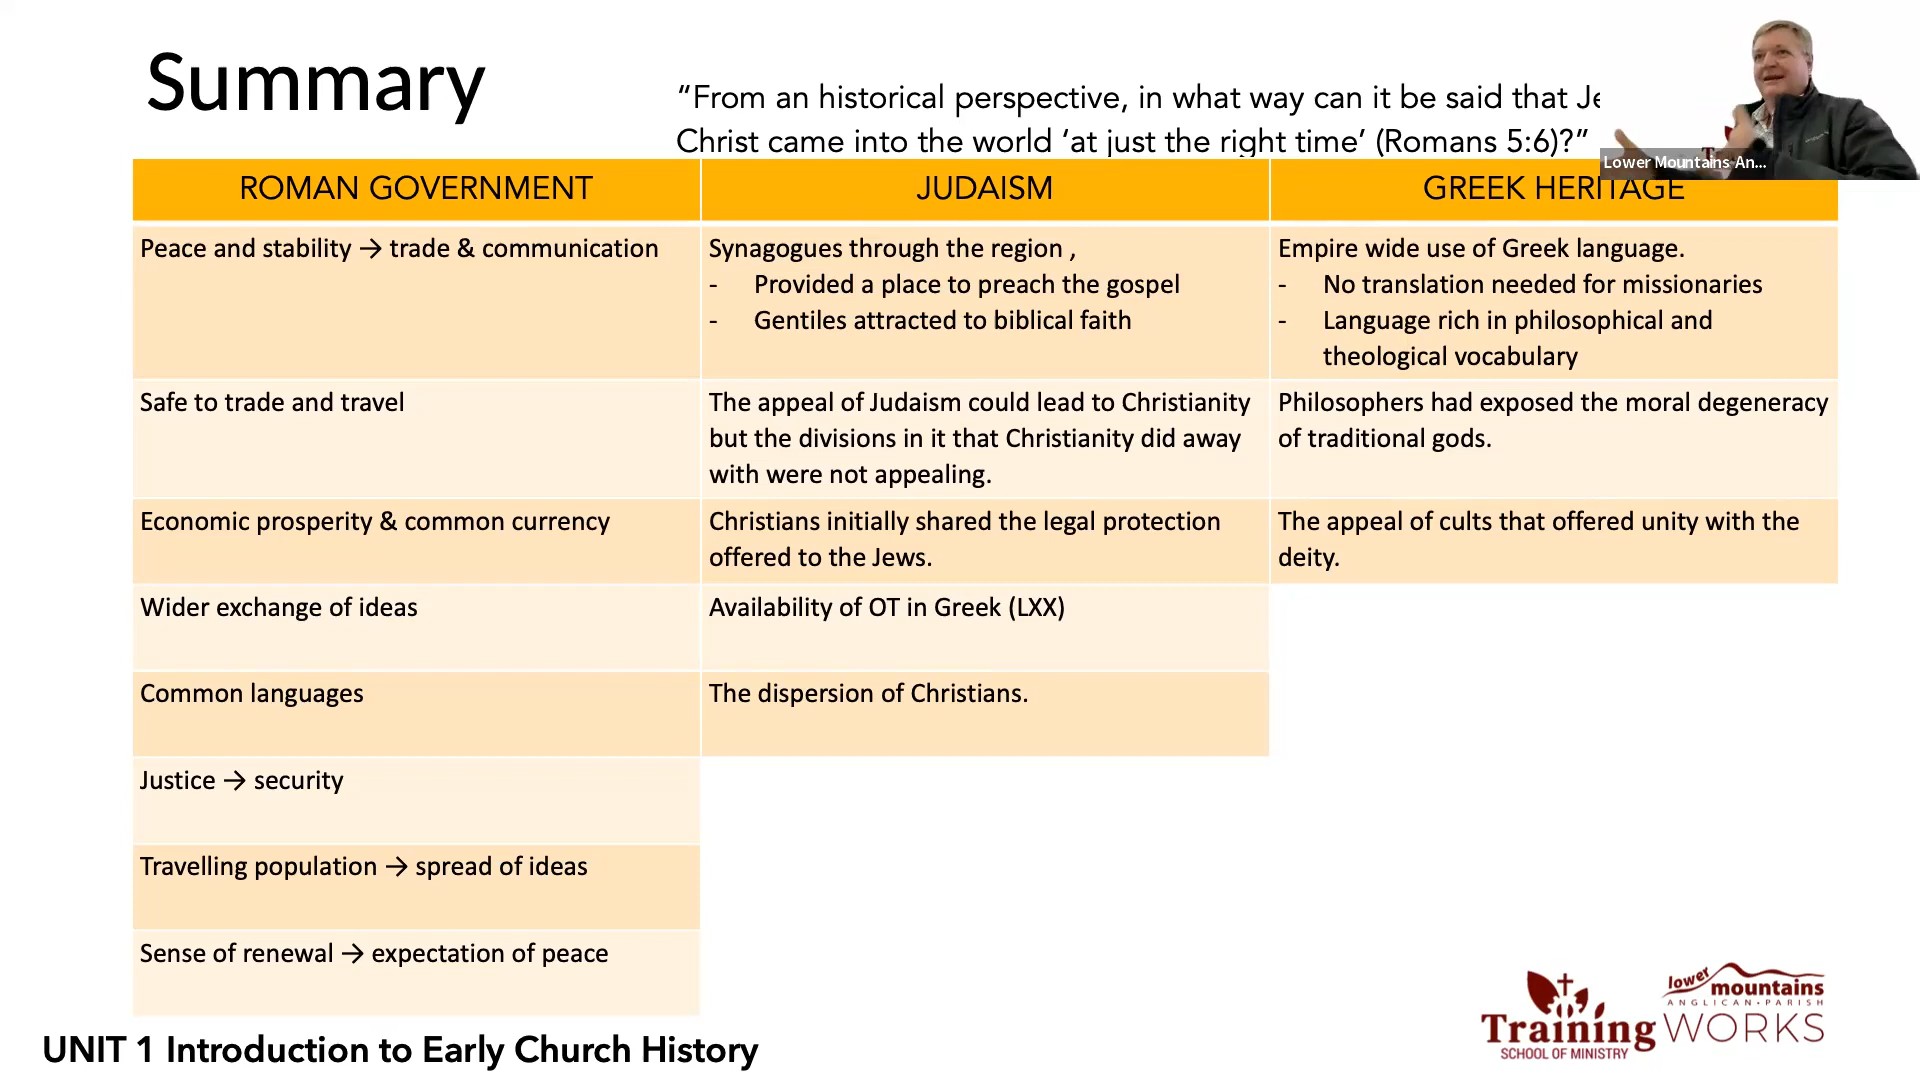 Summary
“From an historical perspective, in what way can it be said that
Christ came into the world ‘at just the right time’ (Romans 5:6)?”
Lower Mountains An...
ROMAN GOVERNMENT
JUDAISM
GREEK HERITAGE
Peace and stability → trade & communication
Synagogues through the region ,
- Provided a place to preach the gospel
- Gentiles attracted to biblical faith
Empire wide use of Greek language.
- No translation needed for missionaries
- Language rich in philosophical and
theological vocabulary
Safe to trade and travel
The appeal of Judaism could lead to Christianity
but the divisions in it that Christianity did away
with were not appealing.
Philosophers had exposed the moral degeneracy
of traditional gods.
Economic prosperity & common currency
Christians initially shared the legal protection
offered to the Jews.
The appeal of cults that offered unity with the
deity.
Wider exchange of ideas
Availability of OT in Greek (LXX)
Common languages
The dispersion of Christians.
Justice → security
Travelling population → spread of ideas
Sense of renewal → expectation of peace
UNIT 1 Introduction to Early Church History
Training
SCHOOL OF MINISTRY
lower
mountains
ANGLICAN•PARISH
WORKS